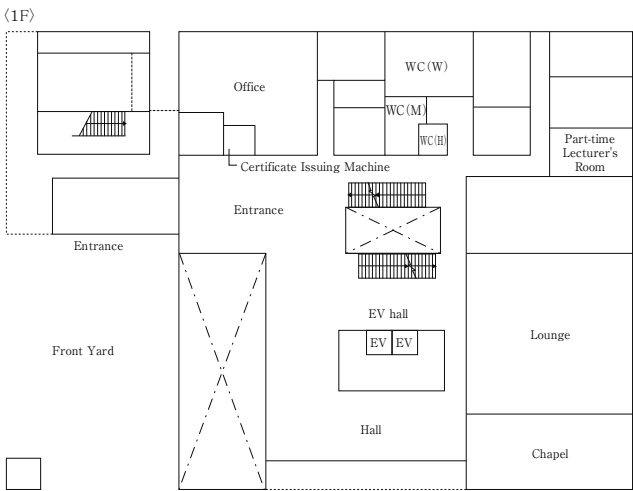 〈1F〉
WC(W)
Office
WC(M)
WC(H)
Part-time
Lecturer's
Room
Certificate Issuing Machine
Entrance
Entrance
EV hall
EV
EV
Lounge
Front Yard
Hall
Chapel